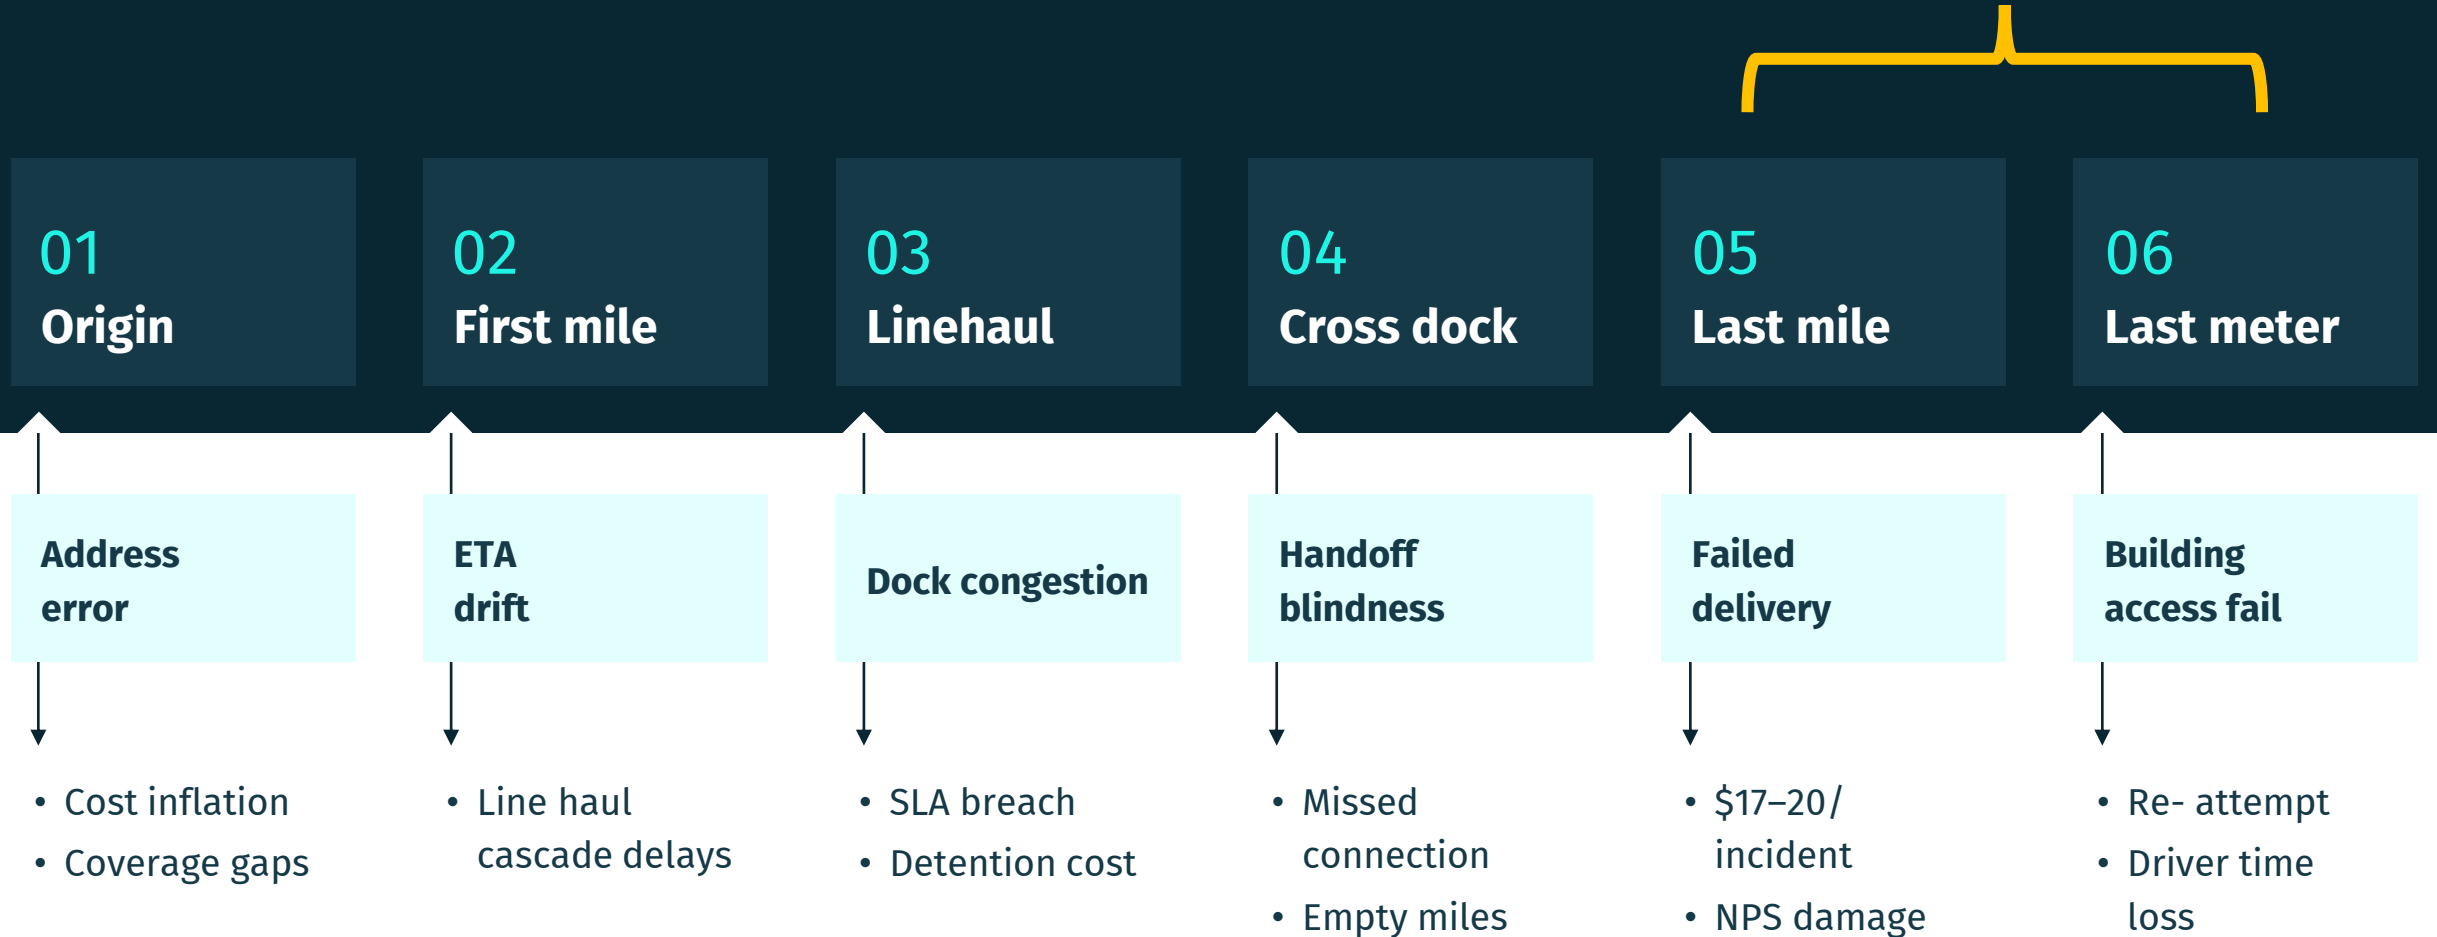 01
Origin
02
First mile
03
Linehaul
04
Cross dock
05
Last mile
06
Last meter
Address
error
ETA
drift
Dock congestion
Handoff
blindness
Failed
delivery
Building
access fail
• Cost inflation
• Coverage gaps
• Line haul
cascade delays
• SLA breach
• Detention cost
• Missed
connection
• Empty miles
• $17–20/
incident
• NPS damage
• Re- attempt
• Driver time
loss